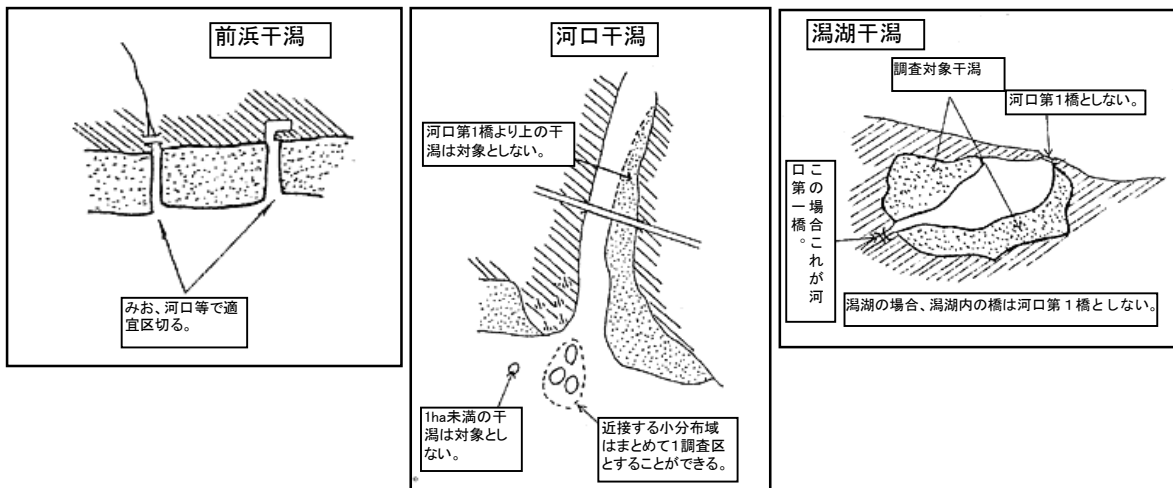 前浜干潟
みお、河口等で適
宜区切る。
河口干潟
河口第1橋より上の干
潟は対象としない。
1ha未満の干
潟は対象とし
ない。
近接する小分布域
はまとめて1調査区
とすることができる。
潟湖干潟
調査対象干潟
河口第1橋としない。
この場合これが河
口第一橋。
潟湖の場合、潟湖内の橋は河口第1橋としない。